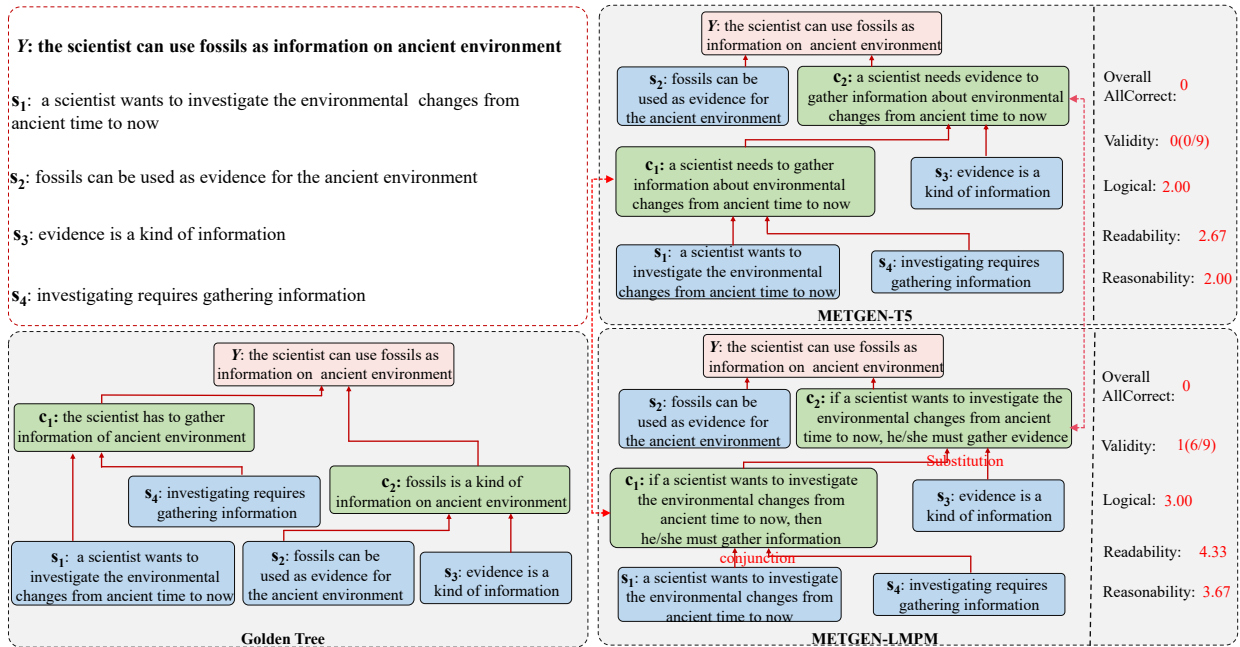 Y: the scientist can use fossils as information on ancient environment
s1: a scientist wants to investigate the environmental changes from
ancient time to now
s2: fossils can be used as evidence for the ancient environment
s3: evidence is a kind of information
s4: investigating requires gathering information
Y: the scientist can use fossils as
information on ancient environment
c1: the scientist has to gather
information of ancient environment
s4: investigating requires
gathering information
c2: fossils is a kind of
information on ancient environment
s1: a scientist wants to
investigate the environmental
changes from ancient time to now
s2: fossils can be
used as evidence for
the ancient environment
s3: evidence is a
kind of information
Golden Tree
Y: the scientist can use fossils as
information on ancient environment
s2: fossils can be
used as evidence for
the ancient environment
c2: a scientist needs evidence to
gather information about environmental
changes from ancient time to now
c1: a scientist needs to gather
information about environmental
changes from ancient time to now
s3: evidence is a
kind of information
s1: a scientist wants to
investigate the environmental
changes from ancient time to now
s4: investigating requires
gathering information
METGEN-T5
Overall
AllCorrect: 0
Validity: 0(0/9)
Logical: 2.00
Readability: 2.67
Reasonability: 2.00
Y: the scientist can use fossils as
information on ancient environment
s2: fossils can be
used as evidence for
the ancient environment
c2: if a scientist wants to investigate the
environmental changes from ancient
time to now, he/she must gather evidence
Substitution
c1: if a scientist wants to investigate
the environmental changes from
ancient time to now, then
he/she must gather information
s3: evidence is a
kind of information
conjunction
s1: a scientist wants to investigate
the environmental changes from
ancient time to now
s4: investigating requires
gathering information
METGEN-LMPM
Overall
AllCorrect: 0
Validity: 1(6/9)
Logical: 3.00
Readability: 4.33
Reasonability: 3.67